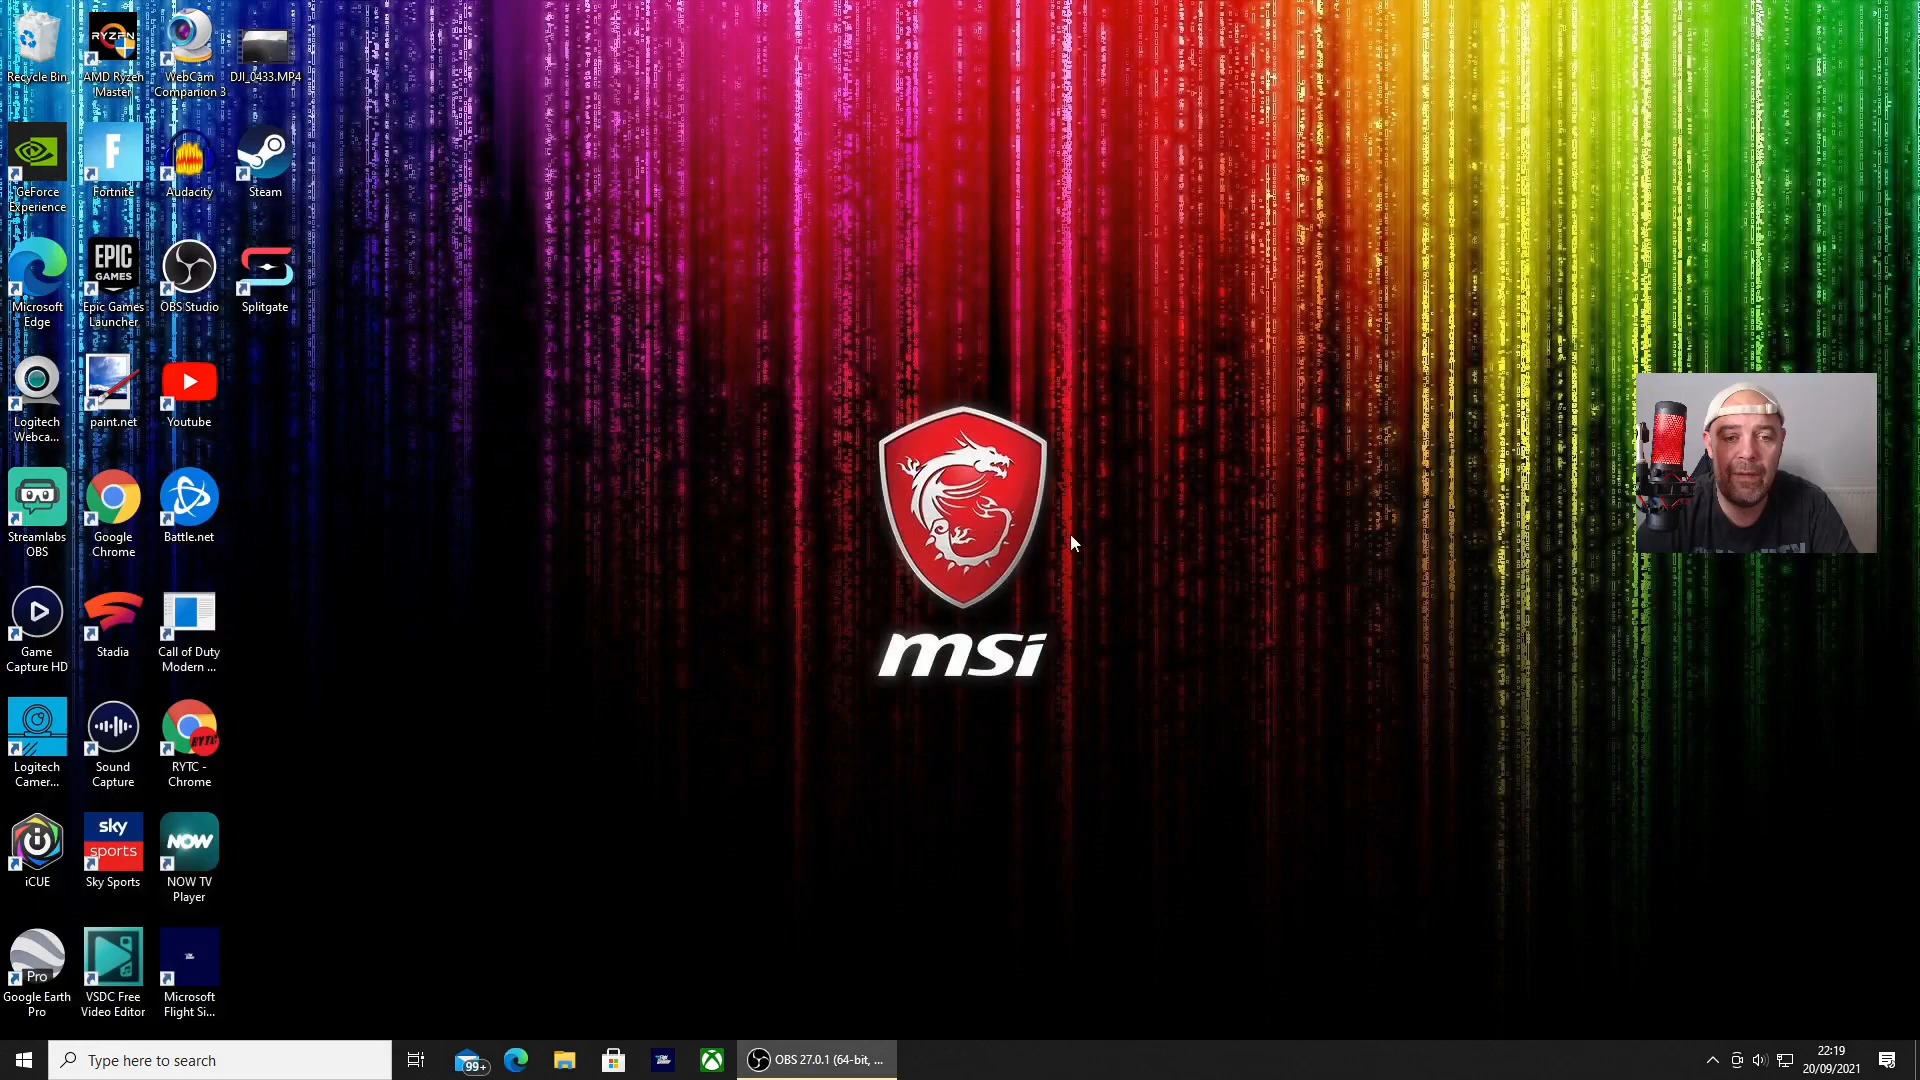 Recycle Bin
RYZEN
AMD Ryzen
Master
WebCam
Companion 3
DJI_0433.MP4
GeForce
Experience
F
Fortnite
Audacity
Steam
Microsoft
Edge
EPIC
GAMES
Epic Games
Launcher
OBS Studio
Splitgate
Logitech
Webca...
paint.net
Youtube
Streamlabs
OBS
Google
Chrome
Battle.net
Game
Capture HD
Stadia
Call of Duty
Modern ...
Logitech
Camer...
Sound
Capture
RYTC
RYTC -
Chrome
iCUE
sky
sports
Sky Sports
NOW
NOW TV
Player
Pro
Google Earth
Pro
VSDC Free
Video Editor
Microsoft
Flight Si...
msi
Type here to search
99+
OBS 27.0.1 (64-bit, ...
22:19
20/09/2021